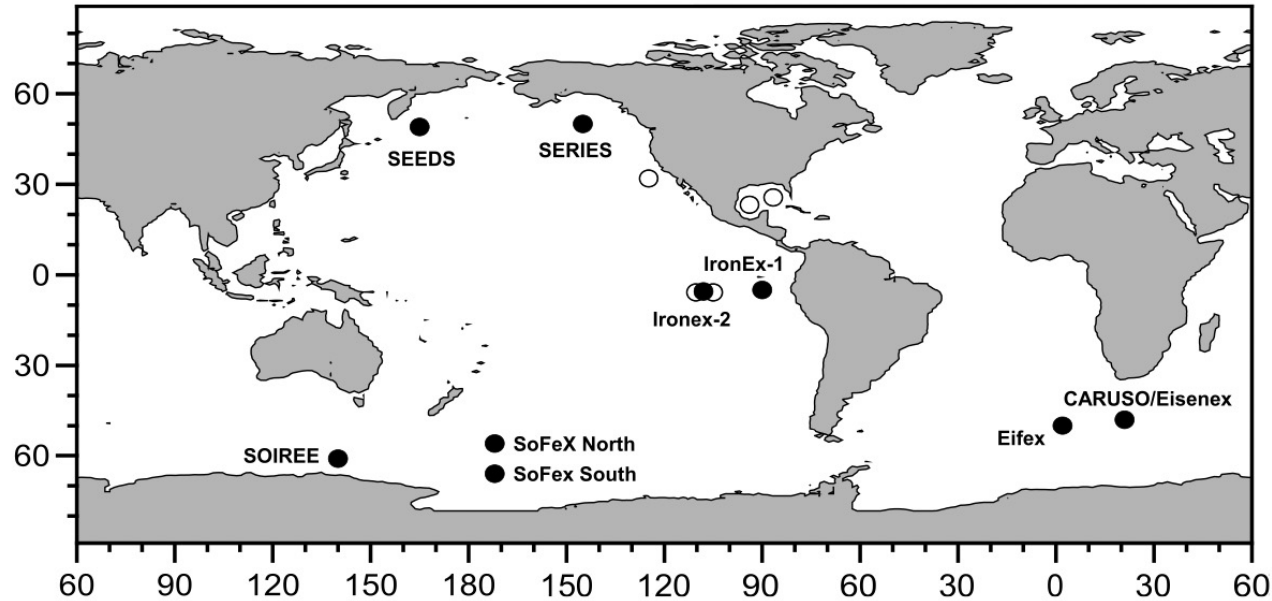 60
SEEDS
SERIES
30
IronEx-1
0
Ironex-2
30
CARUSO/Eisenex
Eifex
SoFeX North
60
SOIREE
SoFex South
60 90 120 150 180 150 120 90 60 30 0 30 60